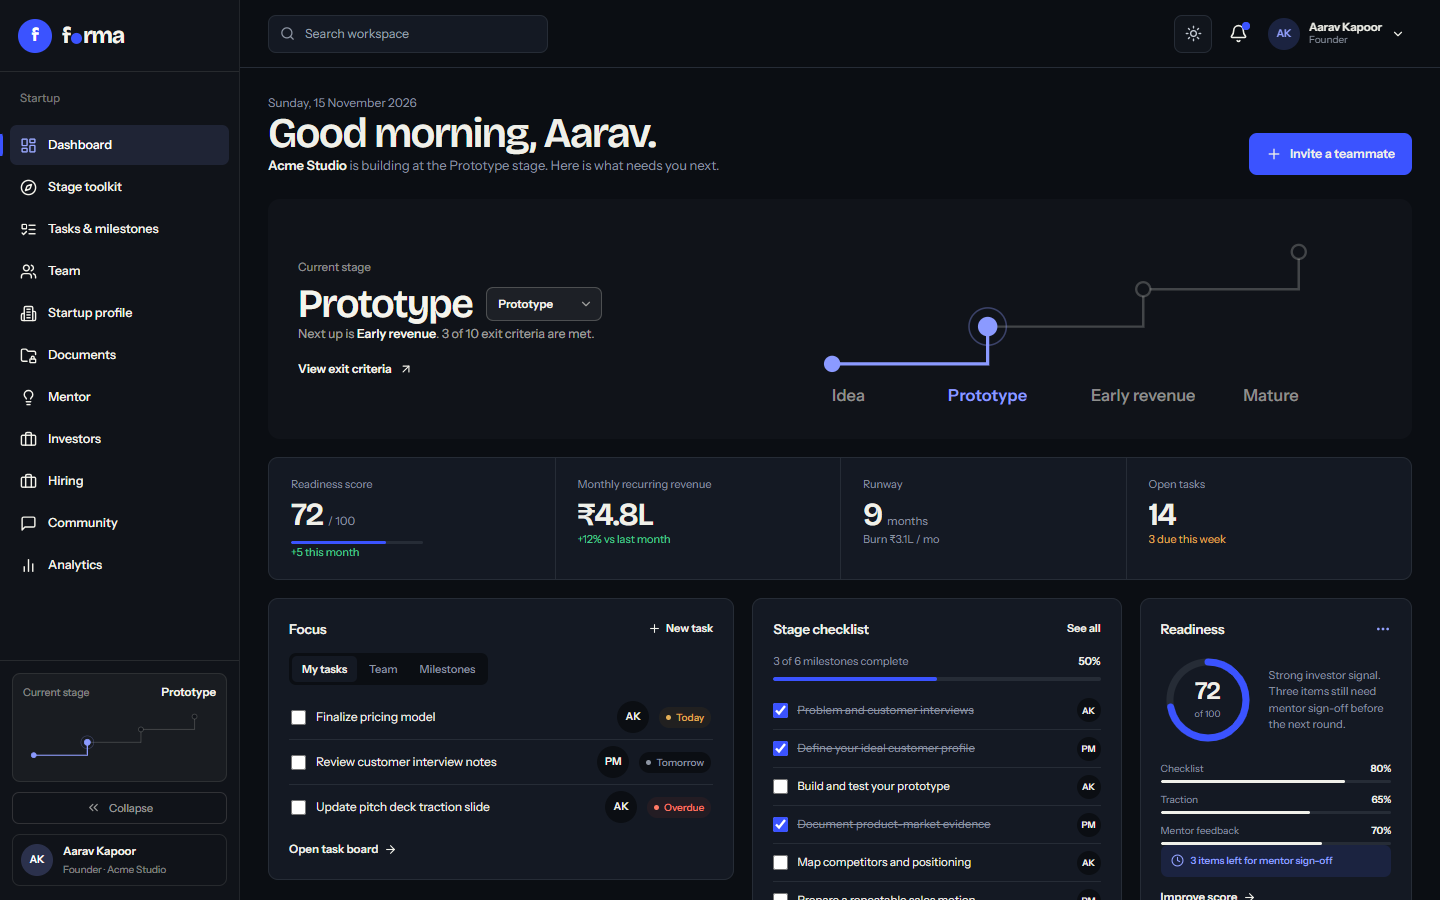 f forma
Search workspace
AK
Aarav Kapoor
Founder
Startup
Dashboard
Stage toolkit
Tasks & milestones
Team
Startup profile
Documents
Mentor
Investors
Hiring
Community
Analytics
Current stage
Prototype
Collapse
AK
Aarav Kapoor
Founder · Acme Studio
Sunday, 15 November 2026
Good morning, Aarav.
Acme Studio is building at the Prototype stage. Here is what needs you next.
Invite a teammate
Current stage
Prototype
Prototype
Next up is Early revenue. 3 of 10 exit criteria are met.
View exit criteria
Idea
Prototype
Early revenue
Mature
Readiness score
72 / 100
+5 this month
Monthly recurring revenue
₹4.8L
+12% vs last month
Runway
9 months
Burn ₹3.1L / mo
Open tasks
14
3 due this week
Focus
New task
My tasks
Team
Milestones
Finalize pricing model
AK
Today
Review customer interview notes
PM
Tomorrow
Update pitch deck traction slide
AK
Overdue
Open task board
Stage checklist
See all
3 of 6 milestones complete
50%
Problem and customer interviews
AK
Define your ideal customer profile
PM
Build and test your prototype
AK
Document product-market evidence
PM
Map competitors and positioning
AK
Prepare a repeatable sales motion
PM
Readiness
72
of 100
Strong investor signal.
Three items still need
mentor sign-off before
the next round.
Checklist
80%
Traction
65%
Mentor feedback
70%
3 items left for mentor sign-off
Improve score